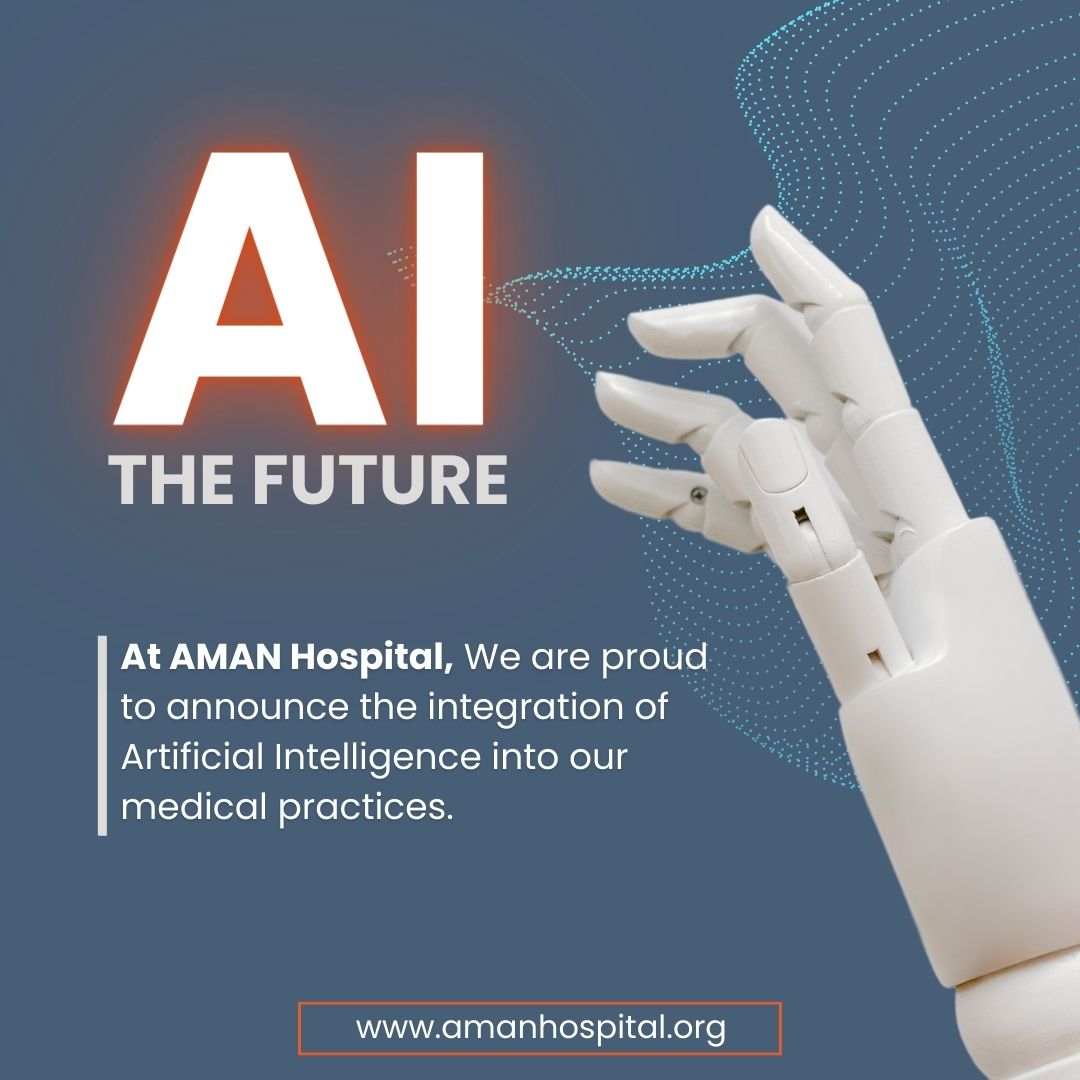 AI
THE FUTURE
At AMAN Hospital, We are proud
to announce the integration of
Artificial Intelligence into our
medical practices.
www.amanhospital.org